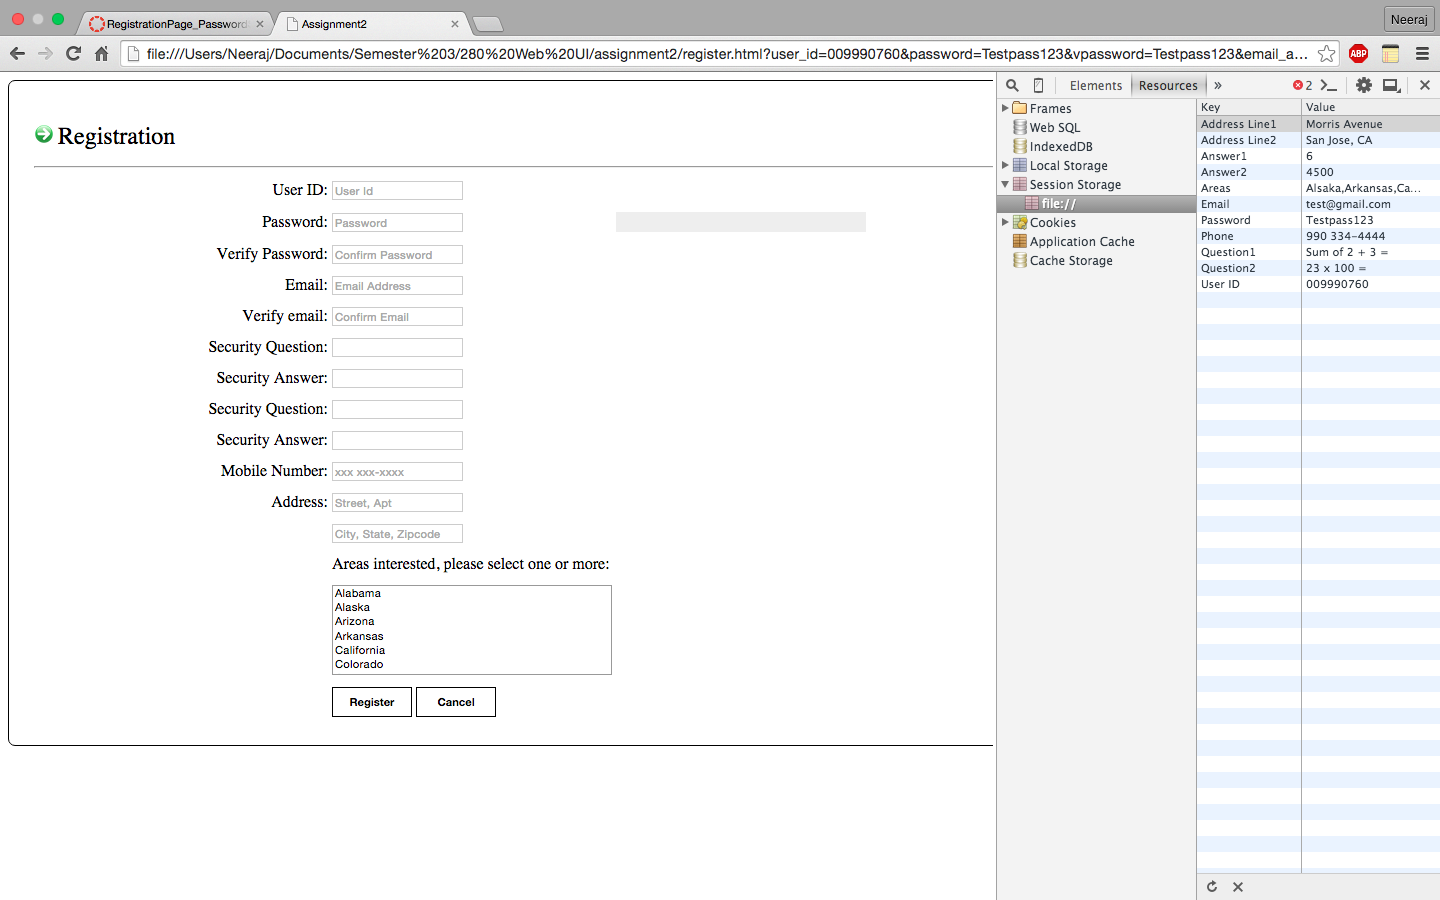 RegistrationPage_Password
Assignment2
Neeraj
file:///Users/Neeraj/Documents/Semester%203/280%20Web%20UI/assignment2/register.html?user_id=009990760&password=Testpass123&vpassword=Testpass123&email_a...
ABP
Registration
User ID: User Id
Password: Password
Verify Password: Confirm Password
Email: Email Address
Verify email: Confirm Email
Security Question:
Security Answer:
Security Question:
Security Answer:
Mobile Number: xxx xxx-xxxx
Address: Street, Apt
City, State, Zipcode
Areas interested, please select one or more:
Alabama
Alaska
Arizona
Arkansas
California
Colorado
Register Cancel
Elements Resources » 2
Frames
Web SQL
IndexedDB
Local Storage
Session Storage
file://
Cookies
Application Cache
Cache Storage
Key Value
Address Line1 Morris Avenue
Address Line2 San Jose, CA
Answer1 6
Answer2 4500
Areas Alsaka,Arkansas,Ca...
Email test@gmail.com
Password Testpass123
Phone 990 334-4444
Question1 Sum of 2 + 3 =
Question2 23 x 100 =
User ID 009990760